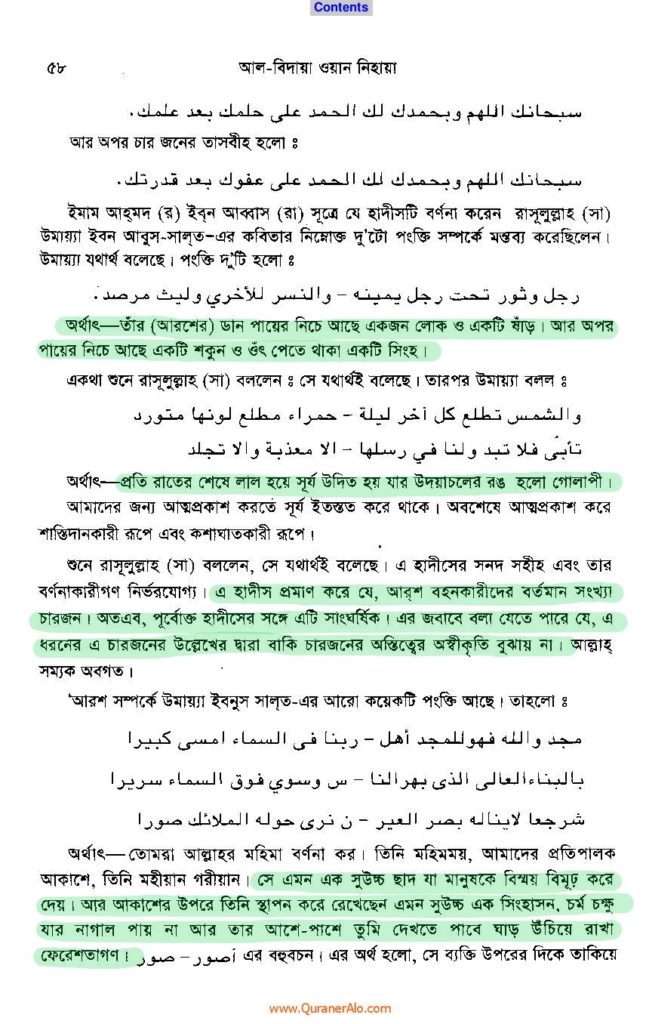 Contents
৫৮ আল-বিদায়া ওয়ান নিহায়া
سبحانك اللهم وبحمدك لك الحمد على حلمك بعد علمك.
আর অপর চার জনের তাসবীহ হলো ঃ
سبحانك اللهم وبحمدك لك الحمد على عفوك بعد قدرتك.
ইমাম আহমদ (র) ইব্‌ন আব্বাস (রা) সূত্রে যে হাদীসটি বর্ণনা করেন রাসূলুল্লাহ (সা)
উমায়্যা ইবন আবুস-সাল্‌ত-এর কবিতার নিম্নোক্ত দু'টো পংক্তি সম্পর্কে মন্তব্য করেছিলেন।
উমায়্যা যথার্থ বলেছে। পংক্তি দু'টি হলো ঃ
رجل وثور تحت رجل يمينه – والنسر للأخري وليث مرصد.
অর্থাৎ—তাঁর (আরশের) ডান পায়ের নিচে আছে একজন লোক ও একটি ষাঁড়। আর অপর
পায়ের নিচে আছে একটি শকুন ও ওঁৎ পেতে থাকা একটি সিংহ।
একথা শুনে রাসূলুল্লাহ (সা) বললেন ঃ সে যথার্থই বলেছে। তারপর উমায়্যা বলল ঃ
والشمس تطلع كل أخر ليلة – حمراء مطلع لونها متورد
تأبى فلا تبد ولنا في رسلها – الا معذبة والا تجلد
অর্থাৎ—প্রতি রাতের শেষে লাল হয়ে সূর্য উদিত হয় যার উদয়াচলের রঙ হলো গোলাপী।
আমাদের জন্য আত্মপ্রকাশ করতে সূর্য ইতস্তত করে থাকে। অবশেষে আত্মপ্রকাশ করে
শাস্তিদানকারী রূপে এবং কশাঘাতকারী রূপে।
শুনে রাসূলুল্লাহ (সা) বললেন, সে যথার্থই বলেছে। এ হাদীসের সনদ সহীহ এবং তার
বর্ণনাকারীগণ নির্ভরযোগ্য। এ হাদীস প্রমাণ করে যে, আর্‌শ বহনকারীদের বর্তমান সংখ্যা
চারজন। অতএব, পূর্বোক্ত হাদীসের সঙ্গে এটি সাংঘর্ষিক। এর জবাবে বলা যেতে পারে যে, এ
ধরনের এ চারজনের উল্লেখের দ্বারা বাকি চারজনের অস্তিত্বের অস্বীকৃতি বুঝায় না। আল্লাহ্
সম্যক অবগত।
'আরশ সম্পর্কে উমায়্যা ইবনুস সাল্‌ত-এর আরো কয়েকটি পংক্তি আছে। তাহলো ঃ
مجد والله فهوللمجد أهل – ربنا فى السماء امسى كبيرا
بالبناءالعالى الذى بهرالنا – س وسوي فوق السماء سريرا
شرجعا لايناله بصر العير – ن نرى حوله الملائك صورا
অর্থাৎ—তোমরা আল্লাহর মহিমা বর্ণনা কর। তিনি মহিমময়, আমাদের প্রতিপালক
আকাশে, তিনি মহীয়ান গরীয়ান। সে এমন এক সুউচ্চ ছাদ যা মানুষকে বিস্ময় বিমূঢ় করে
দেয়। আর আকাশের উপরে তিনি স্থাপন করে রেখেছেন এমন সুউচ্চ এক সিংহাসন, চর্ম চক্ষু
যার নাগাল পায় না আর তার আশে-পাশে তুমি দেখতে পাবে ঘাড় উঁচিয়ে রাখা
ফেরেশতাগণ। صور – أصور এর বহুবচন। এর অর্থ হলো, সে ব্যক্তি উপরের দিকে তাকিয়ে
www.QuranerAlo.com